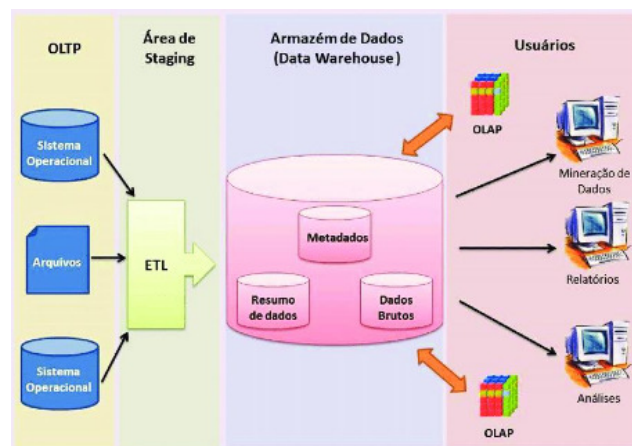 OLTP
Sistema
Operacional
Arquivos
Sistema
Operacional
Área de
Staging
ETL
Armazém de Dados
(Data Warehouse)
Metadados
Resumo
de dados
Dados
Brutos
Usuários
OLAP
Mineração de
Dados
Relatórios
Análises
OLAP